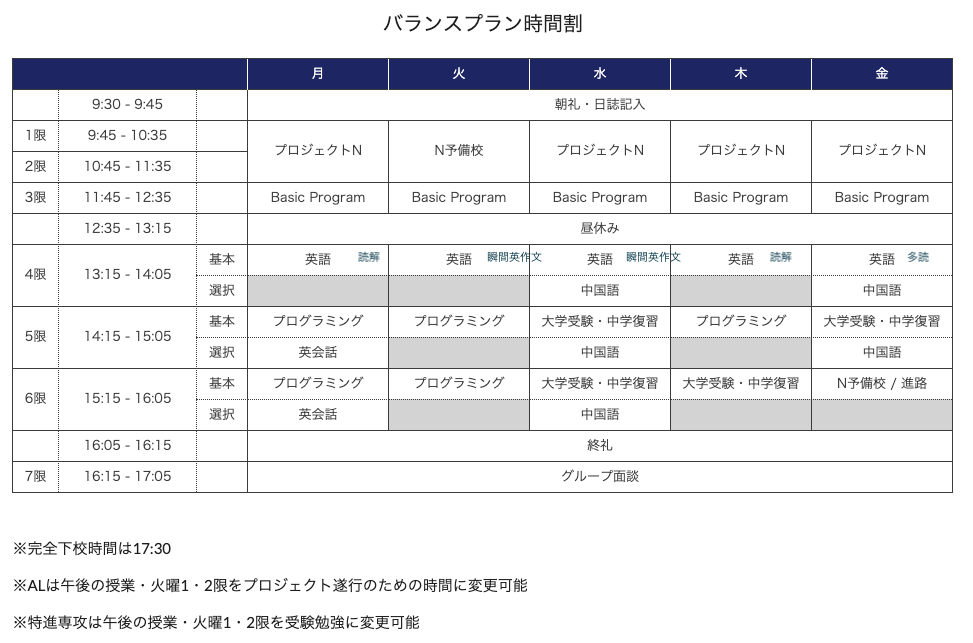 バランスプラン時間割
月 火 水 木 金
9:30 - 9:45 朝礼・日誌記入
1限 9:45 - 10:35
プロジェクトN N予備校 プロジェクトN プロジェクトN プロジェクトN
2限 10:45 - 11:35
3限 11:45 - 12:35 Basic Program Basic Program Basic Program Basic Program Basic Program
12:35 - 13:15 昼休み
4限 13:15 - 14:05 基本 英語 読解 英語 瞬間英作文 英語 瞬間英作文 英語 読解 英語 多読
選択 中国語 中国語
5限 14:15 - 15:05 基本 プログラミング プログラミング 大学受験・中学復習 プログラミング 大学受験・中学復習
選択 英会話 中国語 中国語
6限 15:15 - 16:05 基本 プログラミング プログラミング 大学受験・中学復習 大学受験・中学復習 N予備校 / 進路
選択 英会話 中国語
16:05 - 16:15 終礼
7限 16:15 - 17:05 グループ面談
※完全下校時間は17:30
※ALは午後の授業・火曜1・2限をプロジェクト遂行のための時間に変更可能
※特進専攻は午後の授業・火曜1・2限を受験勉強に変更可能